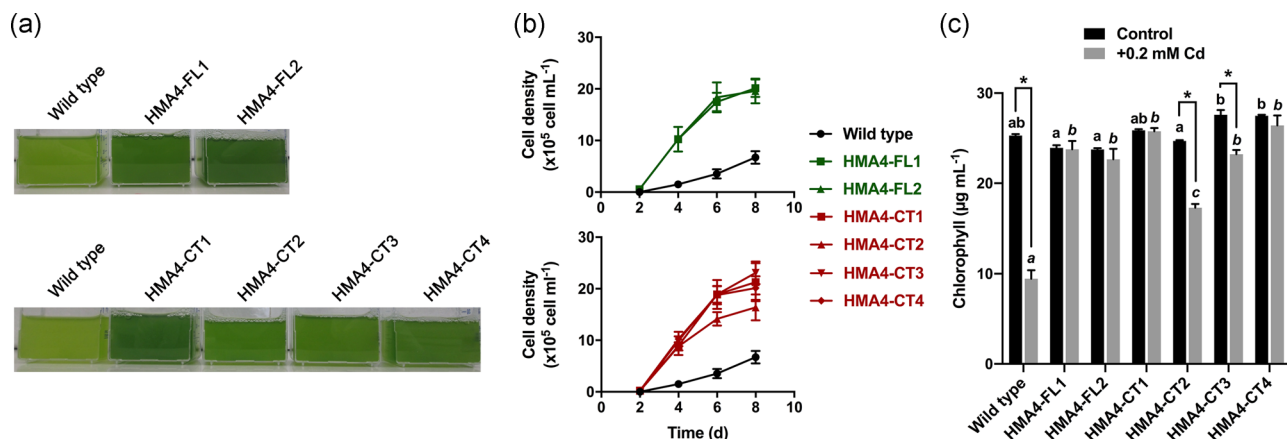 (a)
Wild type
HMA4-FL1
HMA4-FL2
Wild type
HMA4-CT1
HMA4-CT2
HMA4-CT3
HMA4-CT4
(b)
30
20
10
0
0 2 4 6 8 10
Cell density
(x10⁵ cell mL⁻¹)
30
20
10
0
0 2 4 6 8 10
Cell density
(x10⁵ cell ml⁻¹)
Time (d)
Wild type
HMA4-FL1
HMA4-FL2
HMA4-CT1
HMA4-CT2
HMA4-CT3
HMA4-CT4
(c)
Control
+0.2 mM Cd
Chlorophyll (µg mL⁻¹)
30
20
10
0
* * *
ab a a b a b ab b a c b b b b
Wild type
HMA4-FL1
HMA4-FL2
HMA4-CT1
HMA4-CT2
HMA4-CT3
HMA4-CT4